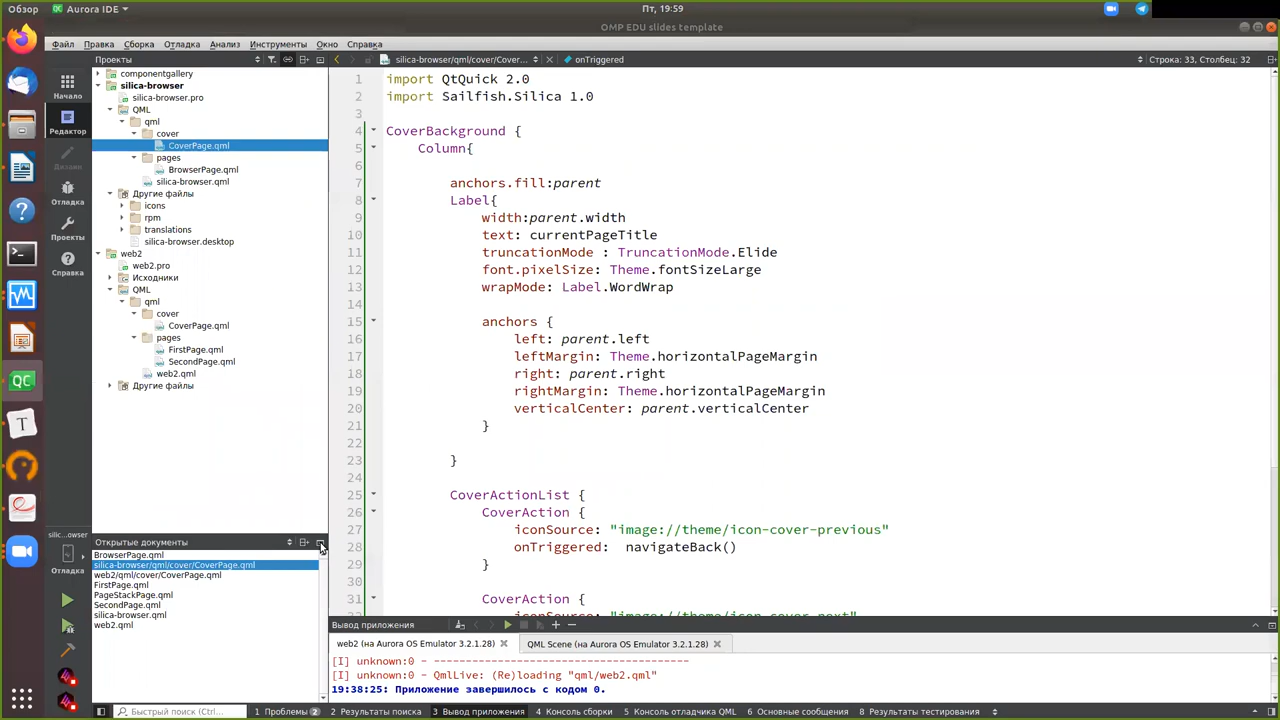 Обзор
Aurora IDE
Пт, 19:59
OMP EDU slides template
Файл Правка Сборка Отладка Анализ Инструменты Окно Справка
Проекты
silica-browser/qml/cover/Cover...
onTriggered
Строка: 33, Столбец: 32
Начало
Редактор
Дизайн
Отладка
Проекты
Справка
silic...owser
Отладка
componentgallery
silica-browser
silica-browser.pro
QML
qml
cover
CoverPage.qml
pages
BrowserPage.qml
silica-browser.qml
Другие файлы
icons
rpm
translations
silica-browser.desktop
web2
web2.pro
Исходники
QML
qml
cover
CoverPage.qml
pages
FirstPage.qml
SecondPage.qml
web2.qml
Другие файлы
Открытые документы
BrowserPage.qml
silica-browser/qml/cover/CoverPage.qml
web2/qml/cover/CoverPage.qml
FirstPage.qml
PageStackPage.qml
SecondPage.qml
silica-browser.qml
web2.qml
1 import QtQuick 2.0
2 import Sailfish.Silica 1.0
3
4 CoverBackground {
5 Column{
6
7 anchors.fill:parent
8 Label{
9 width:parent.width
10 text: currentPageTitle
11 truncationMode : TruncationMode.Elide
12 font.pixelSize: Theme.fontSizeLarge
13 wrapMode: Label.WordWrap
14
15 anchors {
16 left: parent.left
17 leftMargin: Theme.horizontalPageMargin
18 right: parent.right
19 rightMargin: Theme.horizontalPageMargin
20 verticalCenter: parent.verticalCenter
21 }
22
23 }
24
25 CoverActionList {
26 CoverAction {
27 iconSource: "image://theme/icon-cover-previous"
28 onTriggered: navigateBack()
29 }
30
31 CoverAction {
32 iconSource: "image://theme/icon-cover-next"
Вывод приложения
web2 (на Aurora OS Emulator 3.2.1.28)
QML Scene (на Aurora OS Emulator 3.2.1.28)
[I] unknown:0 - ----------------------------------------
[I] unknown:0 - QmlLive: (Re)loading "qml/web2.qml"
19:38:25: Приложение завершилось с кодом 0.
Быстрый поиск (Ctrl...
1 Проблемы 2
2 Результаты поиска
3 Вывод приложения
4 Консоль сборки
5 Консоль отладчика QML
6 Основные сообщения
8 Результаты тестирования